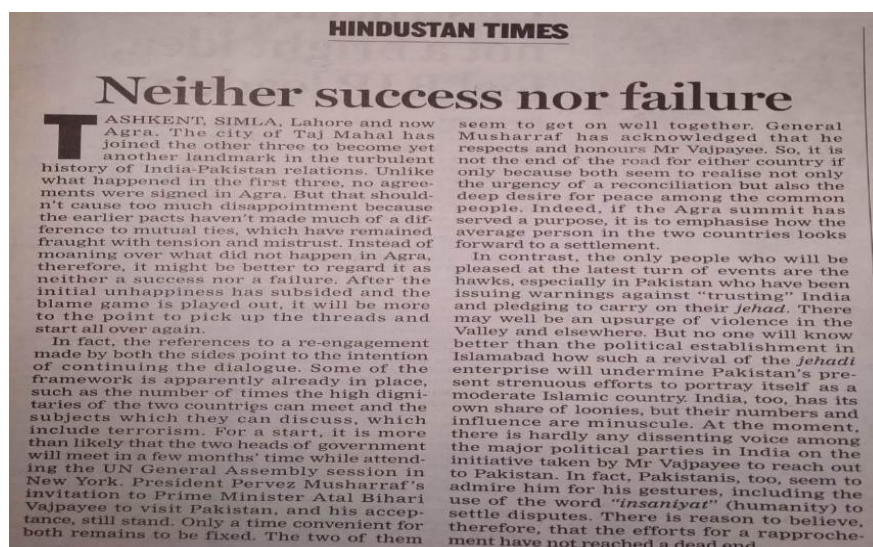 HINDUSTAN TIMES
Neither success nor failure
TASHKENT, SIMLA, Lahore and now
Agra. The city of Taj Mahal has
joined the other three to become yet
another landmark in the turbulent
history of India-Pakistan relations. Unlike
what happened in the first three, no agree-
ments were signed in Agra. But that should-
n't cause too much disappointment because
the earlier pacts haven't made much of a dif-
ference to mutual ties, which have remained
fraught with tension and mistrust. Instead of
moaning over what did not happen in Agra,
therefore, it might be better to regard it as
neither a success nor a failure. After the
initial unhappiness has subsided and the
blame game is played out, it will be more
to the point to pick up the threads and
start all over again.
In fact, the references to a re-engagement
made by both the sides point to the intention
of continuing the dialogue. Some of the
framework is apparently already in place,
such as the number of times the high digni-
taries of the two countries can meet and the
subjects which they can discuss, which
include terrorism. For a start, it is more
than likely that the two heads of government
will meet in a few months' time while attend-
ing the UN General Assembly session in
New York. President Pervez Musharraf's
invitation to Prime Minister Atal Bihari
Vajpayee to visit Pakistan, and his accep-
tance, still stand. Only a time convenient for
both remains to be fixed. The two of them
seem to get on well together. General
Musharraf has acknowledged that he
respects and honours Mr Vajpayee. So, it is
not the end of the road for either country if
only because both seem to realise not only
the urgency of a reconciliation but also the
deep desire for peace among the common
people. Indeed, if the Agra summit has
served a purpose, it is to emphasise how the
average person in the two countries looks
forward to a settlement.
In contrast, the only people who will be
pleased at the latest turn of events are the
hawks, especially in Pakistan who have been
issuing warnings against "trusting" India
and pledging to carry on their jehad. There
may well be an upsurge of violence in the
Valley and elsewhere. But no one will know
better than the political establishment in
Islamabad how such a revival of the jehadi
enterprise will undermine Pakistan's pre-
sent strenuous efforts to portray itself as a
moderate Islamic country. India, too, has its
own share of loonies, but their numbers and
influence are minuscule. At the moment,
there is hardly any dissenting voice among
the major political parties in India on the
initiative taken by Mr Vajpayee to reach out
to Pakistan. In fact, Pakistanis, too, seem to
admire him for his gestures, including the
use of the word "insaniyat" (humanity) to
settle disputes. There is reason to believe,
therefore, that the efforts for a rapproche-
ment have not reached a dead end